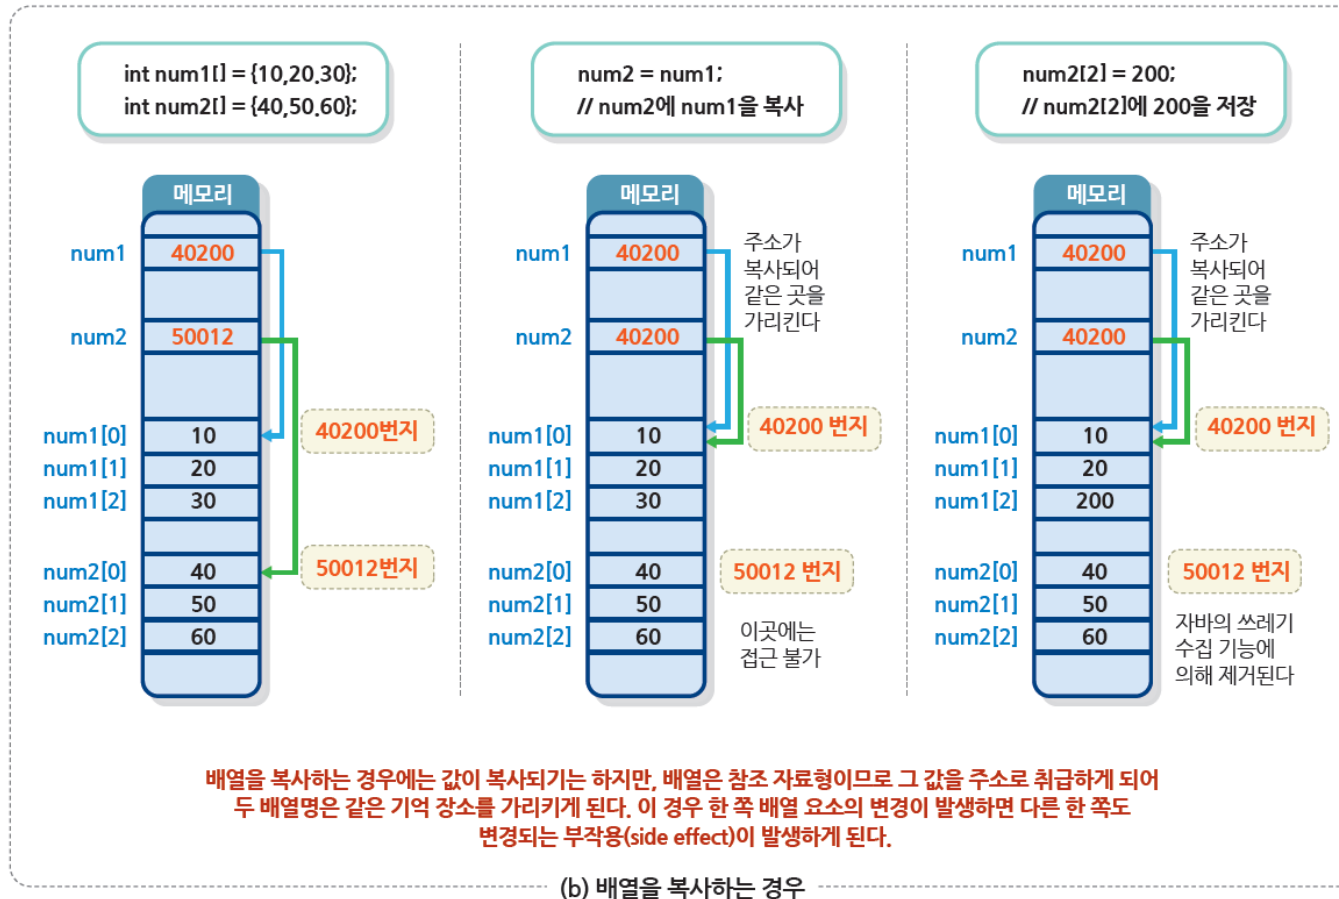 int num1[] = {10,20.30};
int num2[] = {40,50.60};
메모리
num1 40200
num2 50012
num1[0] 10
num1[1] 20
num1[2] 30
40200번지
num2[0] 40
num2[1] 50
num2[2] 60
50012번지
num2 = num1;
// num2에 num1을 복사
메모리
num1 40200
num2 40200
주소가
복사되어
같은 곳을
가리킨다
num1[0] 10
num1[1] 20
num1[2] 30
40200 번지
num2[0] 40
num2[1] 50
num2[2] 60
50012 번지
이곳에는
접근 불가
num2[2] = 200;
// num2[2]에 200을 저장
메모리
num1 40200
num2 40200
주소가
복사되어
같은 곳을
가리킨다
num1[0] 10
num1[1] 20
num1[2] 200
40200 번지
num2[0] 40
num2[1] 50
num2[2] 60
50012 번지
자바의 쓰레기
수집 기능에
의해 제거된다
배열을 복사하는 경우에는 값이 복사되기는 하지만, 배열은 참조 자료형이므로 그 값을 주소로 취급하게 되어
두 배열명은 같은 기억 장소를 가리키게 된다. 이 경우 한 쪽 배열 요소의 변경이 발생하면 다른 한 쪽도
변경되는 부작용(side effect)이 발생하게 된다.
(b) 배열을 복사하는 경우